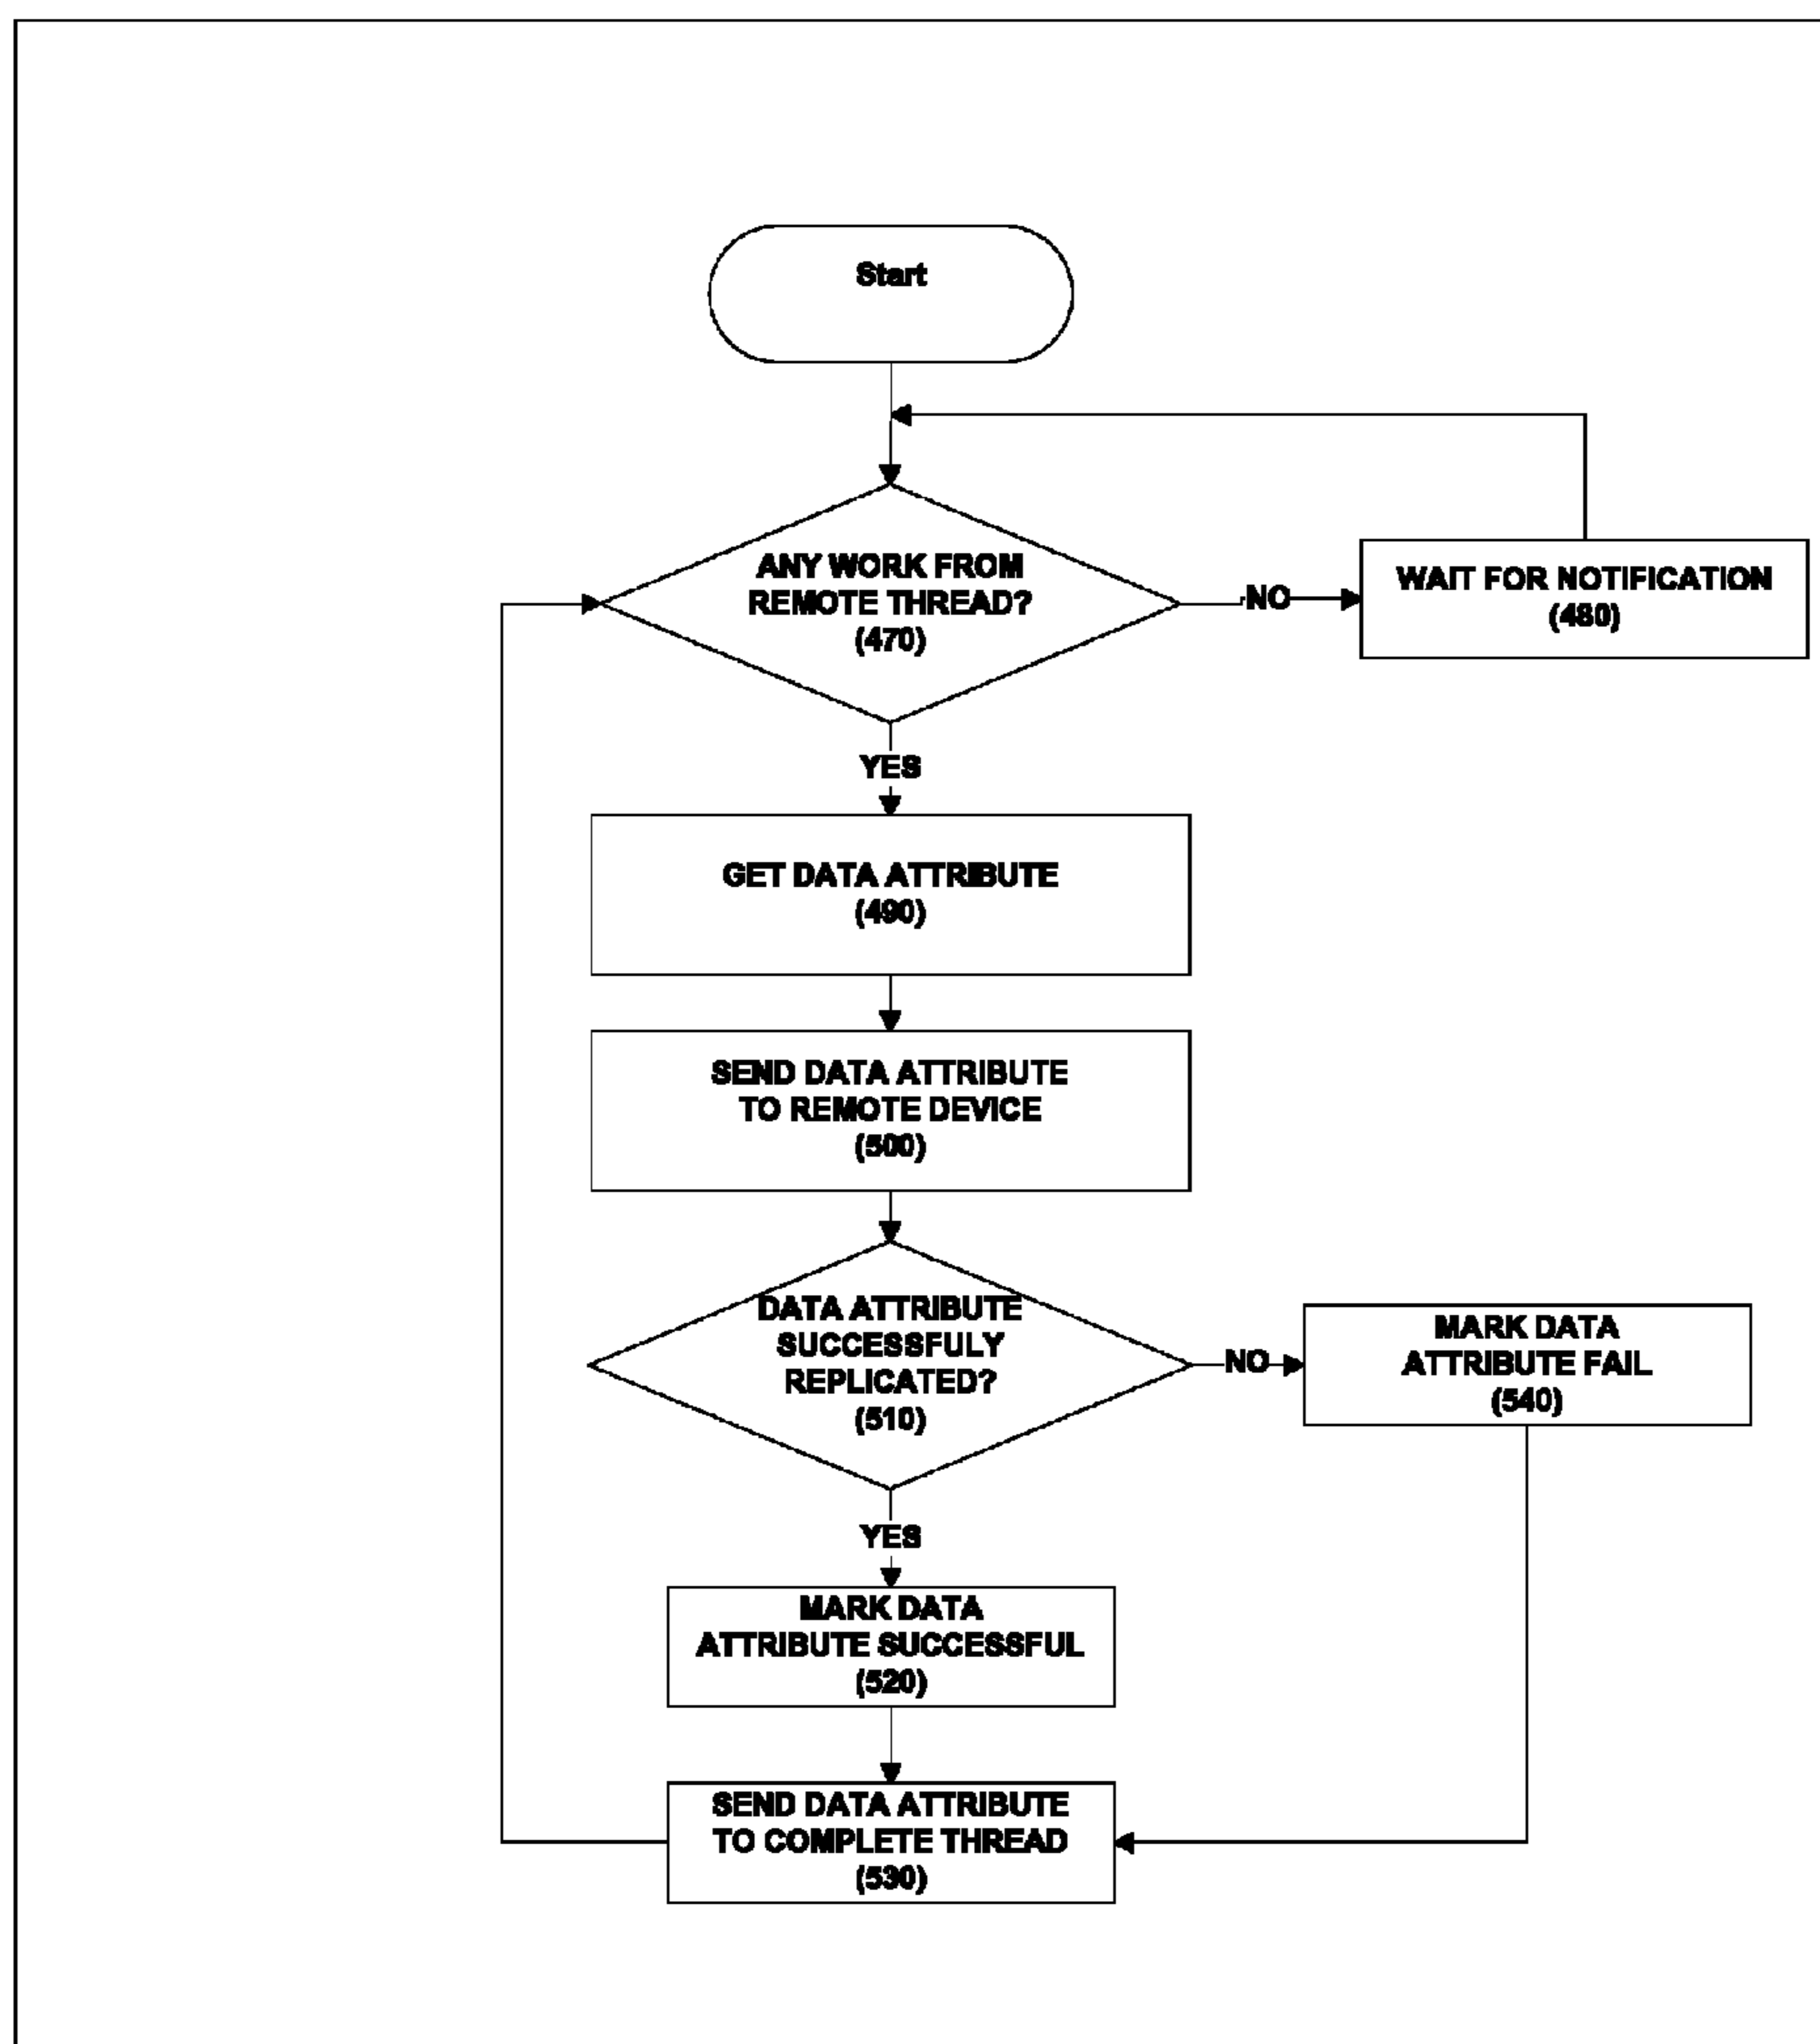 Start
ANY WORK FROM
REMOTE THREAD?
(470)
NO
WAIT FOR NOTIFICATION
(480)
YES
GET DATA ATTRIBUTE
(490)
SEND DATA ATTRIBUTE
TO REMOTE DEVICE
(500)
DATA ATTRIBUTE
SUCCESSFULY
REPLICATED?
(510)
NO
MARK DATA
ATTRIBUTE FAIL
(540)
YES
MARK DATA
ATTRIBUTE SUCCESSFUL
(520)
SEND DATA ATTRIBUTE
TO COMPLETE THREAD
(530)